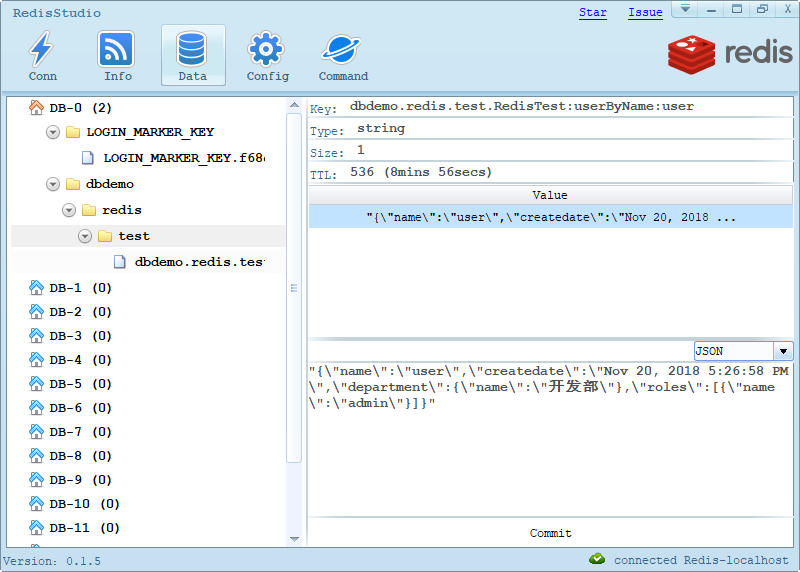 RedisStudio
Star Issue
Conn Info Data Config Command
redis
DB-0 (2)
LOGIN_MARKER_KEY
LOGIN_MARKER_KEY.f68
dbdemo
redis
test
dbdemo.redis.tes
DB-1 (0)
DB-2 (0)
DB-3 (0)
DB-4 (0)
DB-5 (0)
DB-6 (0)
DB-7 (0)
DB-8 (0)
DB-9 (0)
DB-10 (0)
DB-11 (0)
Key: dbdemo.redis.test.RedisTest:userByName:user
Type: string
Size: 1
TTL: 536 (8mins 56secs)
Value
"{\"name\":\"user\",\"createdate\":\"Nov 20, 2018 ...
JSON
"{\"name\":\"user\",\"createdate\":\"Nov 20, 2018 5:26:58 PM
\",\"department\":{\"name\":\"开发部\"},\"roles\":[{\"name
\":\"admin\"}]}"
Commit
Version: 0.1.5
connected Redis-localhost